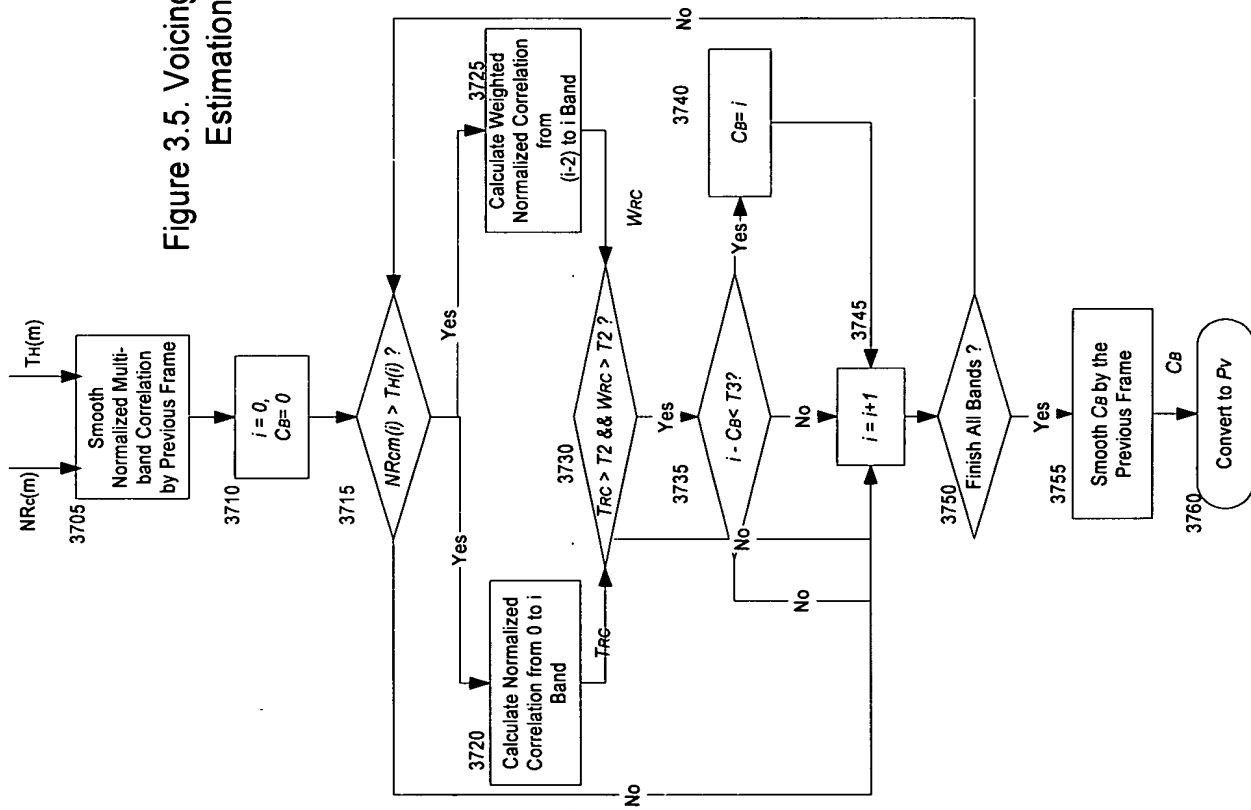 Figure 3.5. Voicing
Estimation
NRc(m)
TH(m)
3705
Smooth
Normalized Multi-
band Correlation
by Previous Frame
3710
i = 0,
CB= 0
3715
NRcm(i) > TH(i) ?
No
No
Yes
Yes
3720
Calculate Normalized
Correlation from 0 to i
Band
3725
Calculate Weighted
Normalized Correlation
from
(i-2) to i Band
TRC
WRC
3730
TRC > T2 && WRC > T2 ?
Yes
No
3735
i - CB< T3?
Yes
No
No
3740
CB= i
3745
i = i+1
3750
Finish All Bands ?
Yes
3755
Smooth CB by the
Previous Frame
CB
3760
Convert to Pv